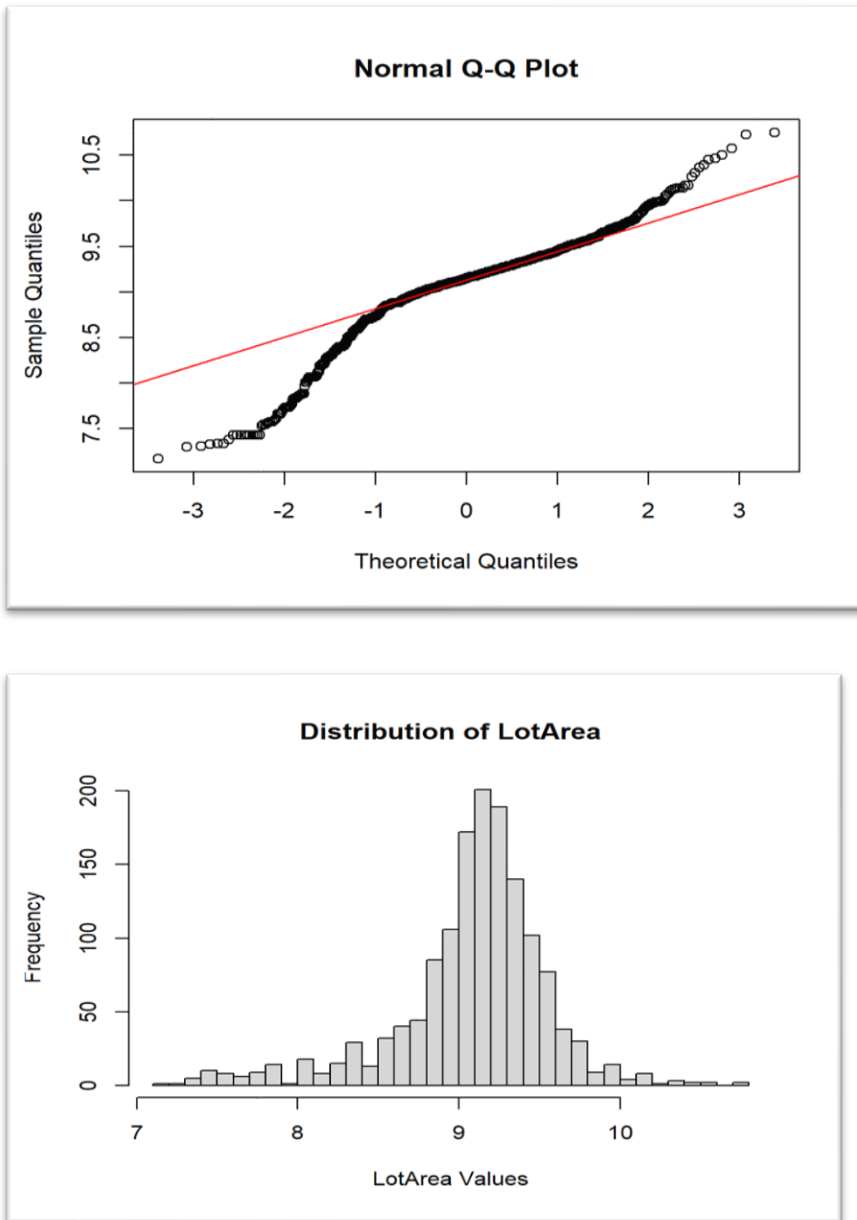 Normal Q-Q Plot
10.5
9.5
8.5
7.5
Sample Quantiles
-3 -2 -1 0 1 2 3
Theoretical Quantiles
Distribution of LotArea
200
150
100
50
0
Frequency
7 8 9 10
LotArea Values